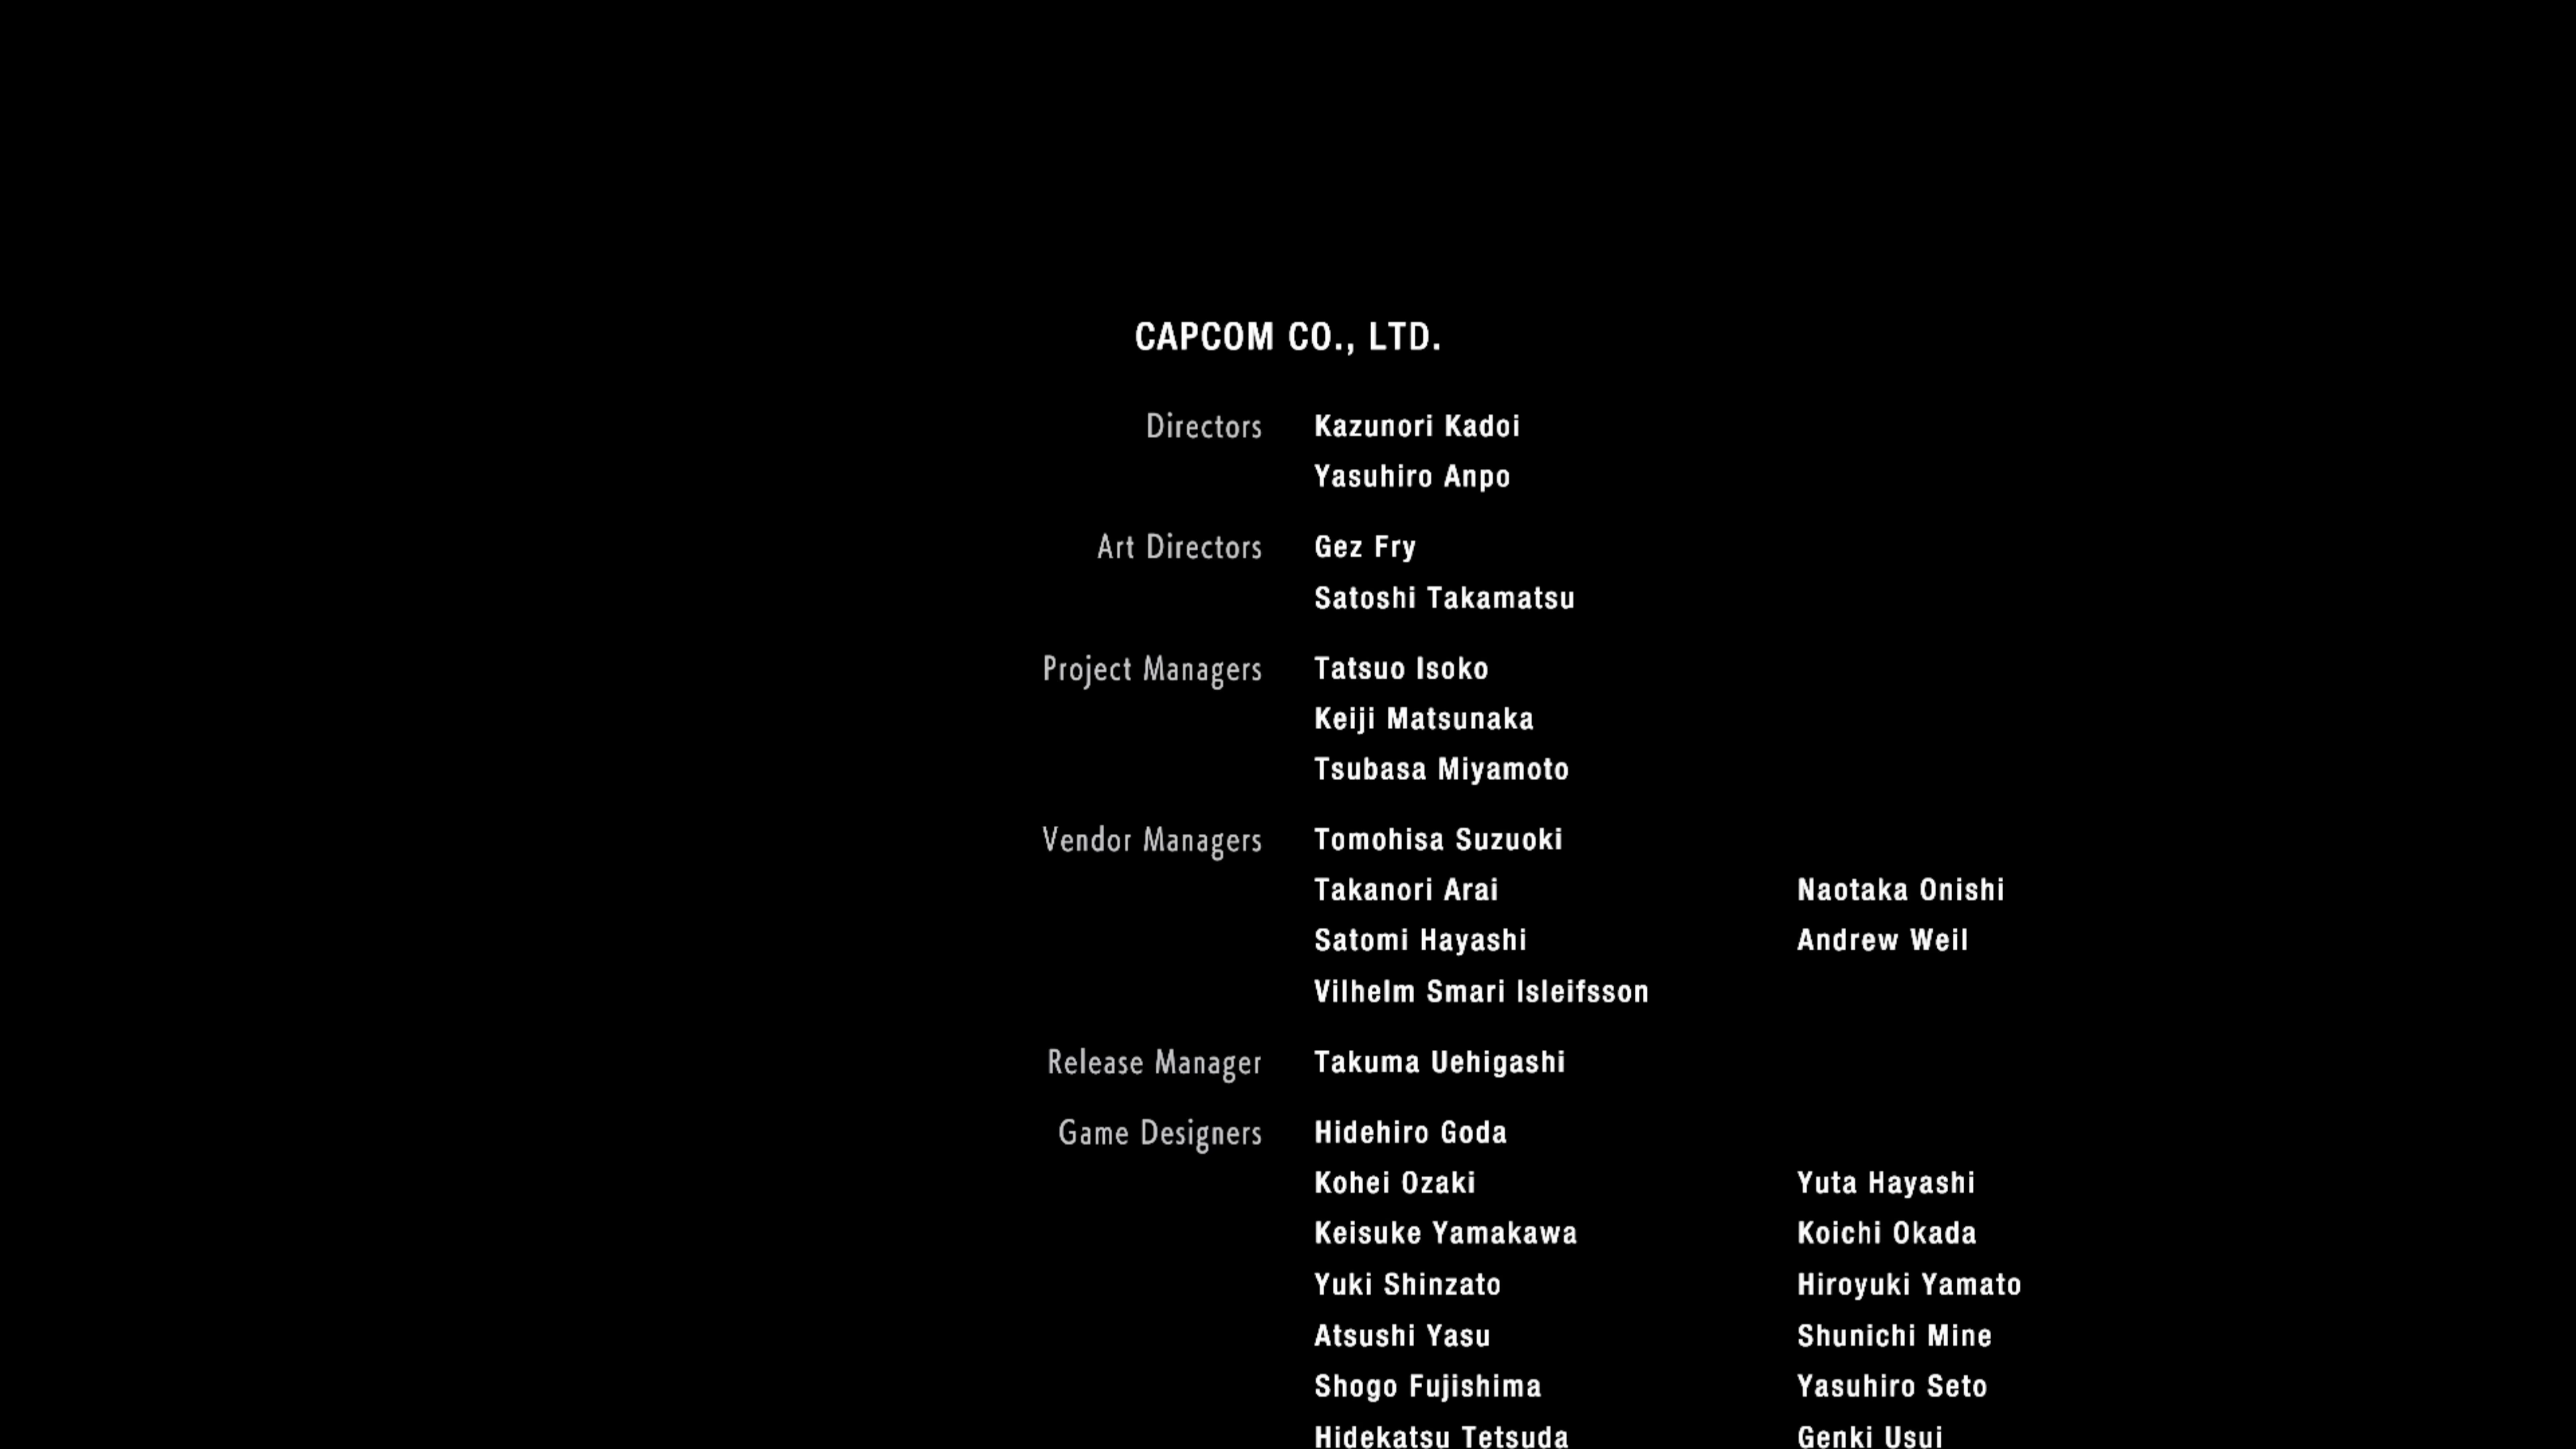 CAPCOM CO., LTD.
Directors Kazunori Kadoi
Yasuhiro Anpo
Art Directors Gez Fry
Satoshi Takamatsu
Project Managers Tatsuo Isoko
Keiji Matsunaka
Tsubasa Miyamoto
Vendor Managers Tomohisa Suzuoki
Takanori Arai Naotaka Onishi
Satomi Hayashi Andrew Weil
Vilhelm Smari Isleifsson
Release Manager Takuma Uehigashi
Game Designers Hidehiro Goda
Kohei Ozaki Yuta Hayashi
Keisuke Yamakawa Koichi Okada
Yuki Shinzato Hiroyuki Yamato
Atsushi Yasu Shunichi Mine
Shogo Fujishima Yasuhiro Seto
Hidekatsu Tetsuda Genki Usui